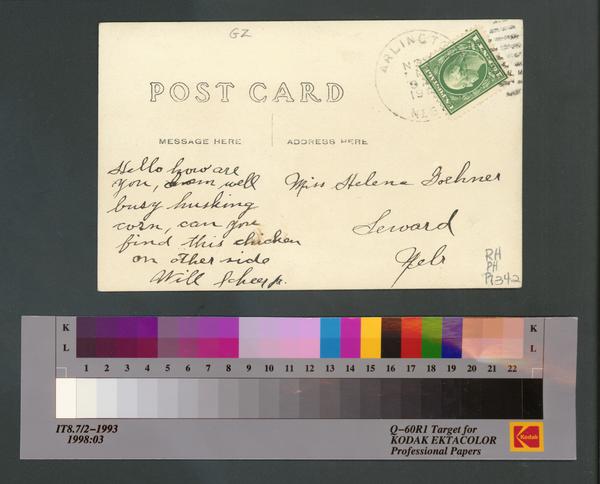 GZ
POST CARD
ARLINGTO
MESSAGE HERE
ADDRESS HERE
Hello how are
you, am well
busy husking
corn, can you
find this chicken
on other side
Will Scheer Jr.
Miss Helena Goehner
Seward
Nebr
RH
PH
P1342
K
L
1 2 3 4 5 6 7 8 9 10 11 12 13 14 15 16 17 18 19 20 21 22
K
L
IT8.7/2-1993
1998:03
Q-60R1 Target for
KODAK EKTACOLOR
Professional Papers
Kodak